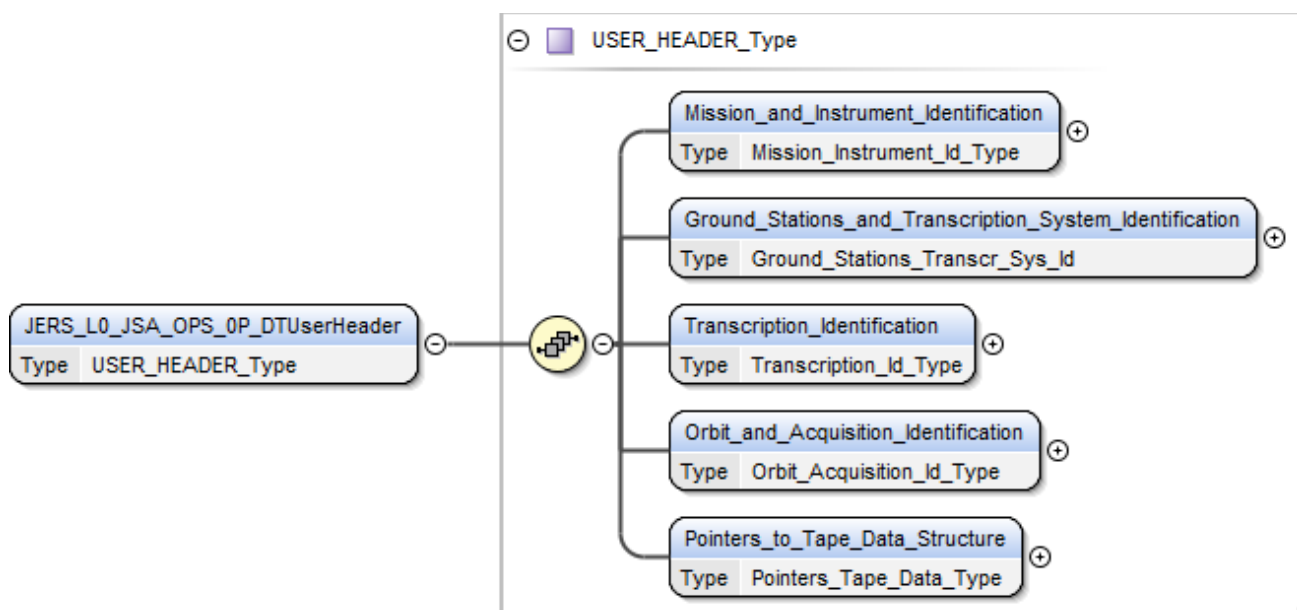 USER_HEADER_Type
Mission_and_Instrument_Identification
Type Mission_Instrument_Id_Type
Ground_Stations_and_Transcription_System_Identification
Type Ground_Stations_Transcr_Sys_Id
JERS_L0_JSA_OPS_0P_DTUserHeader
Type USER_HEADER_Type
Transcription_Identification
Type Transcription_Id_Type
Orbit_and_Acquisition_Identification
Type Orbit_Acquisition_Id_Type
Pointers_to_Tape_Data_Structure
Type Pointers_Tape_Data_Type